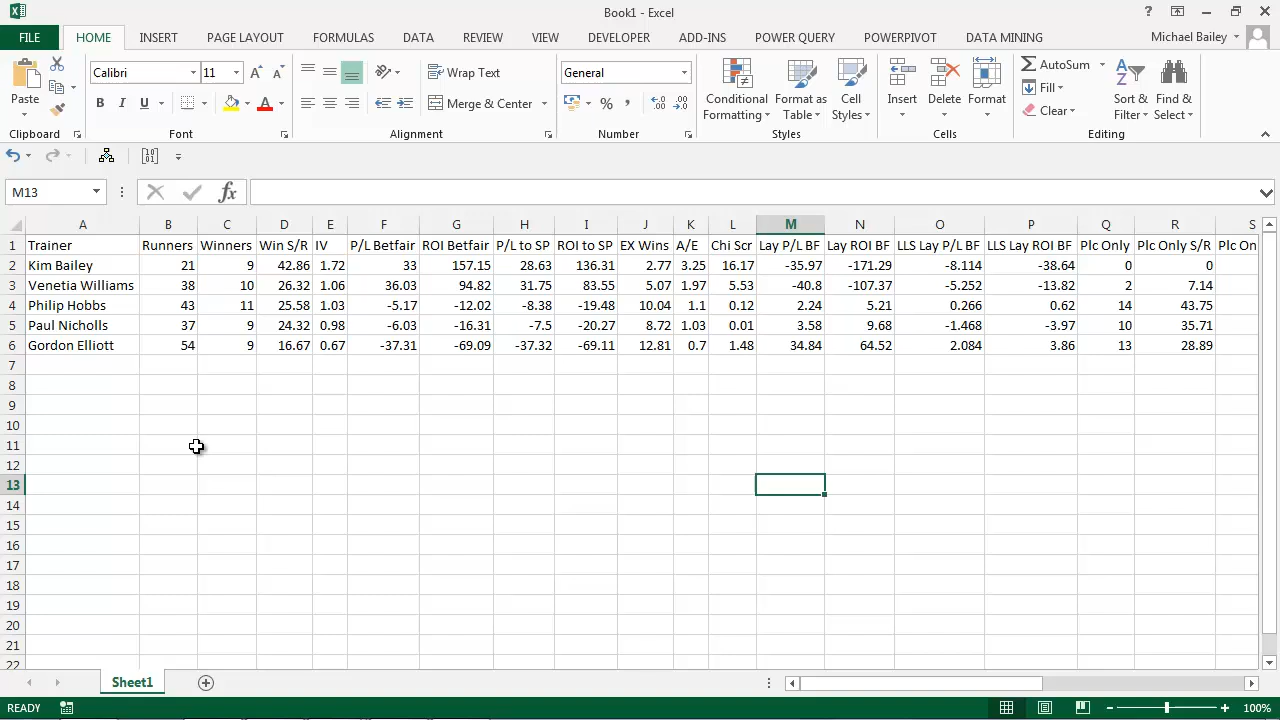 Book1 - Excel
FILE HOME INSERT PAGE LAYOUT FORMULAS DATA REVIEW VIEW DEVELOPER ADD-INS POWER QUERY POWERPIVOT DATA MINING Michael Bailey
Paste
Calibri 11
B I U A
Wrap Text
Merge & Center
General
% ,
Conditional Formatting
Format as Table
Cell Styles
Insert Delete Format
AutoSum
Fill
Clear
Sort & Filter
Find & Select
Clipboard Font Alignment Number Styles Cells Editing
M13 fx
A B C D E F G H I J K L M N O P Q R S
1 Trainer Runners Winners Win S/R IV P/L Betfair ROI Betfair P/L to SP ROI to SP EX Wins A/E Chi Scr Lay P/L BF Lay ROI BF LLS Lay P/L BF LLS Lay ROI BF Plc Only Plc Only S/R Plc On
2 Kim Bailey 21 9 42.86 1.72 33 157.15 28.63 136.31 2.77 3.25 16.17 -35.97 -171.29 -8.114 -38.64 0 0
3 Venetia Williams 38 10 26.32 1.06 36.03 94.82 31.75 83.55 5.07 1.97 5.53 -40.8 -107.37 -5.252 -13.82 2 7.14
4 Philip Hobbs 43 11 25.58 1.03 -5.17 -12.02 -8.38 -19.48 10.04 1.1 0.12 2.24 5.21 0.266 0.62 14 43.75
5 Paul Nicholls 37 9 24.32 0.98 -6.03 -16.31 -7.5 -20.27 8.72 1.03 0.01 3.58 9.68 -1.468 -3.97 10 35.71
6 Gordon Elliott 54 9 16.67 0.67 -37.31 -69.09 -37.32 -69.11 12.81 0.7 1.48 34.84 64.52 2.084 3.86 13 28.89
7
8
9
10
11
12
13
14
15
16
17
18
19
20
21
22
Sheet1
READY 100%